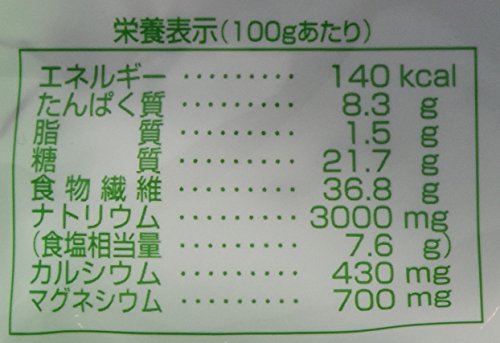 栄養表示(100gあたり)
エネルギー ········· 140 kcal
たんぱく質 ········· 8.3 g
脂質 ········· 1.5 g
糖質 ········· 21.7 g
食物繊維 ········· 36.8 g
ナトリウム ········· 3000 mg
(食塩相当量 ········· 7.6 g)
カルシウム ········· 430 mg
マグネシウム ········· 700 mg